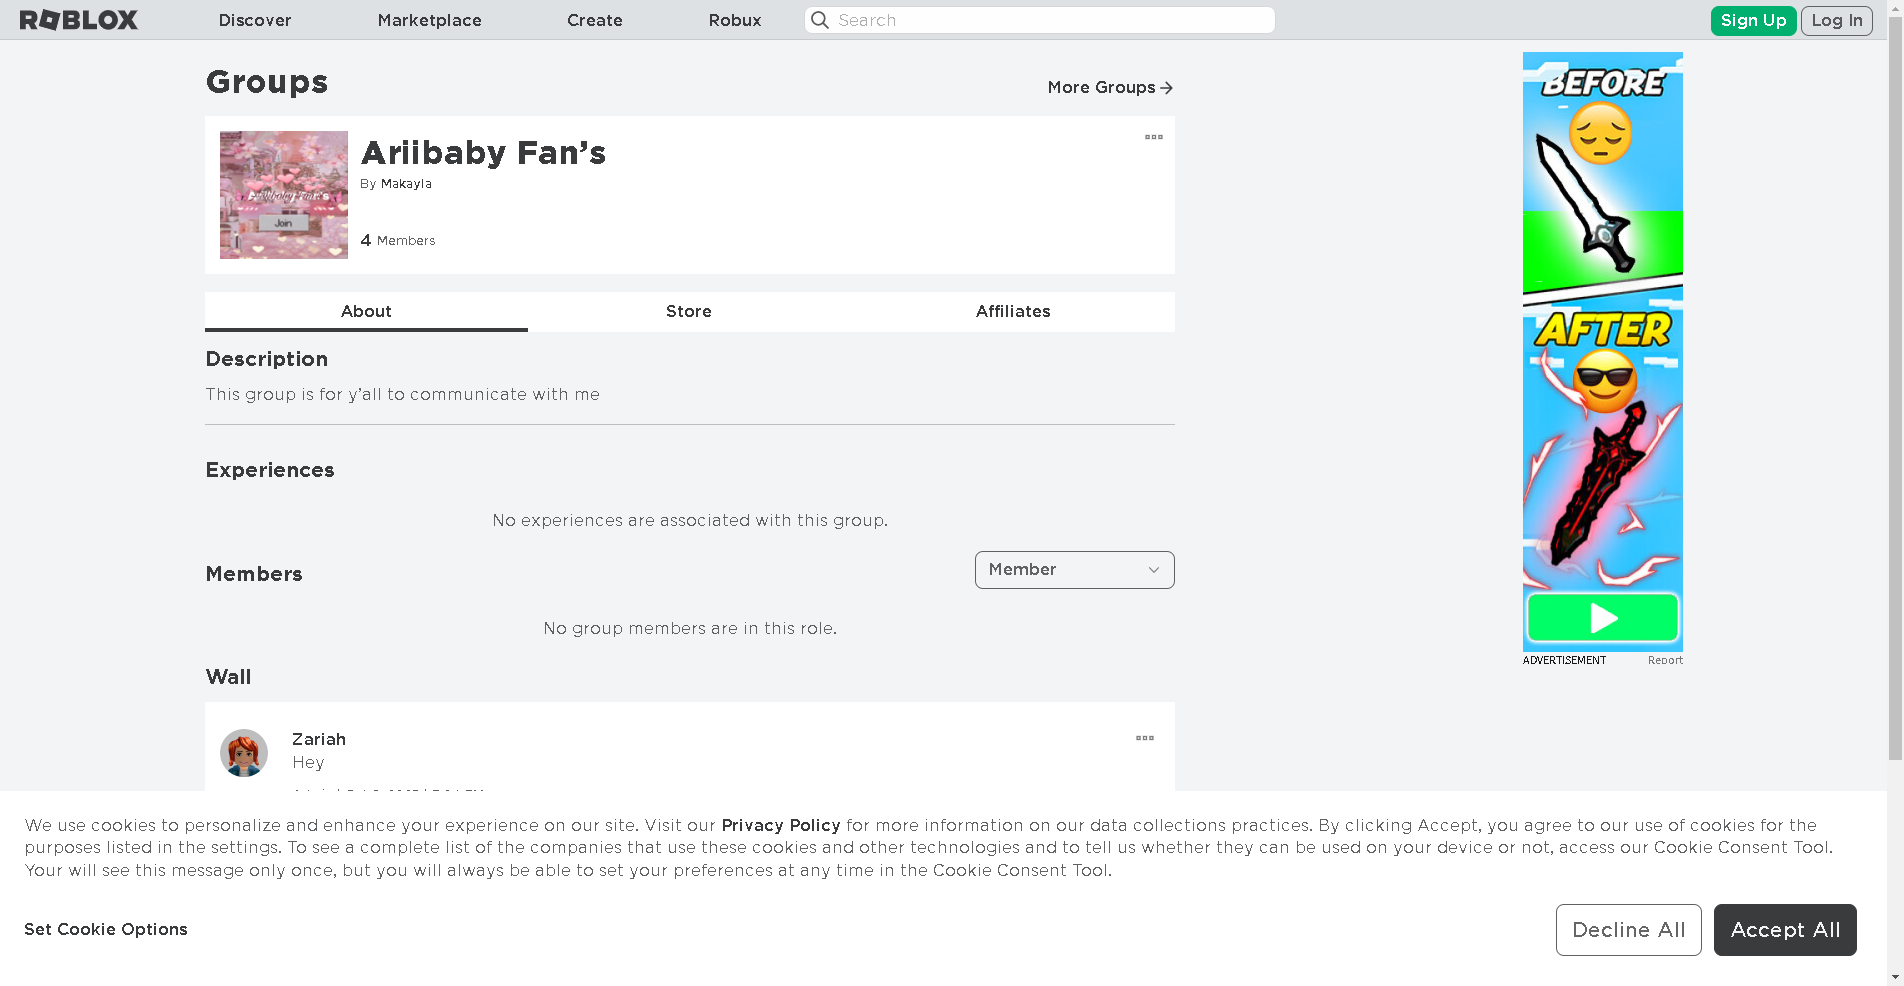 ROBLOX Discover Marketplace Create Robux Search Sign Up Log In
Groups
More Groups
Ariibaby Fan's
By Makayla
4 Members
Ariibaby Fan's
Join
About Store Affiliates
Description
This group is for y'all to communicate with me
Experiences
No experiences are associated with this group.
Members
Member
No group members are in this role.
Wall
Zariah
Hey
BEFORE
AFTER
ADVERTISEMENT Report
We use cookies to personalize and enhance your experience on our site. Visit our Privacy Policy for more information on our data collections practices. By clicking Accept, you agree to our use of cookies for the
purposes listed in the settings. To see a complete list of the companies that use these cookies and other technologies and to tell us whether they can be used on your device or not, access our Cookie Consent Tool.
Your will see this message only once, but you will always be able to set your preferences at any time in the Cookie Consent Tool.
Set Cookie Options
Decline All
Accept All